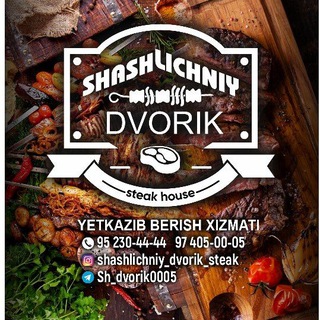 SHASHLICHNIY
DVORIK
steak house
YETKAZIB BERISH XIZMATI
95 230-44-44 97 405-00-05
shashlichniy_dvorik_steak
Sh_dvorik0005